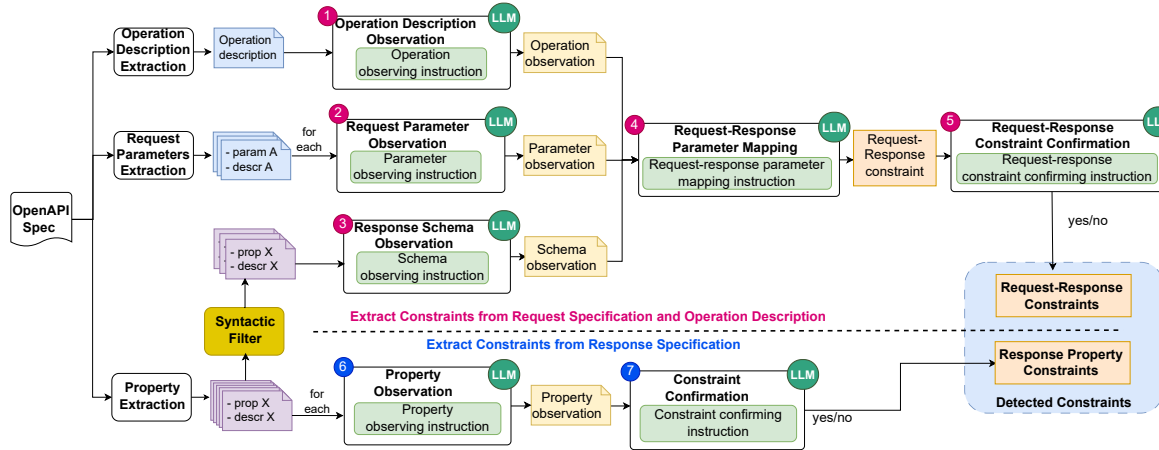 OpenAPI
Spec
Operation
Description
Extraction
Operation
description
1
LLM
Operation Description
Observation
Operation
observing instruction
Operation
observation
Request
Parameters
Extraction
- param A
- descr A
for
each
2
LLM
Request Parameter
Observation
Parameter
observing instruction
Parameter
observation
- prop X
- descr X
3
LLM
Response Schema
Observation
Schema
observing instruction
Schema
observation
4
LLM
Request-Response
Parameter Mapping
Request-response parameter
mapping instruction
Request-
Response
constraint
5
LLM
Request-Response
Constraint Confirmation
Request-response
constraint confirming instruction
yes/no
Request-Response
Constraints
Syntactic
Filter
Extract Constraints from Request Specification and Operation Description
Extract Constraints from Response Specification
Property Extraction
- prop X
- descr X
for
each
6
LLM
Property
Observation
Property
observing instruction
Property
observation
7
LLM
Constraint
Confirmation
Constraint confirming
instruction
yes/no
Response Property
Constraints
Detected Constraints